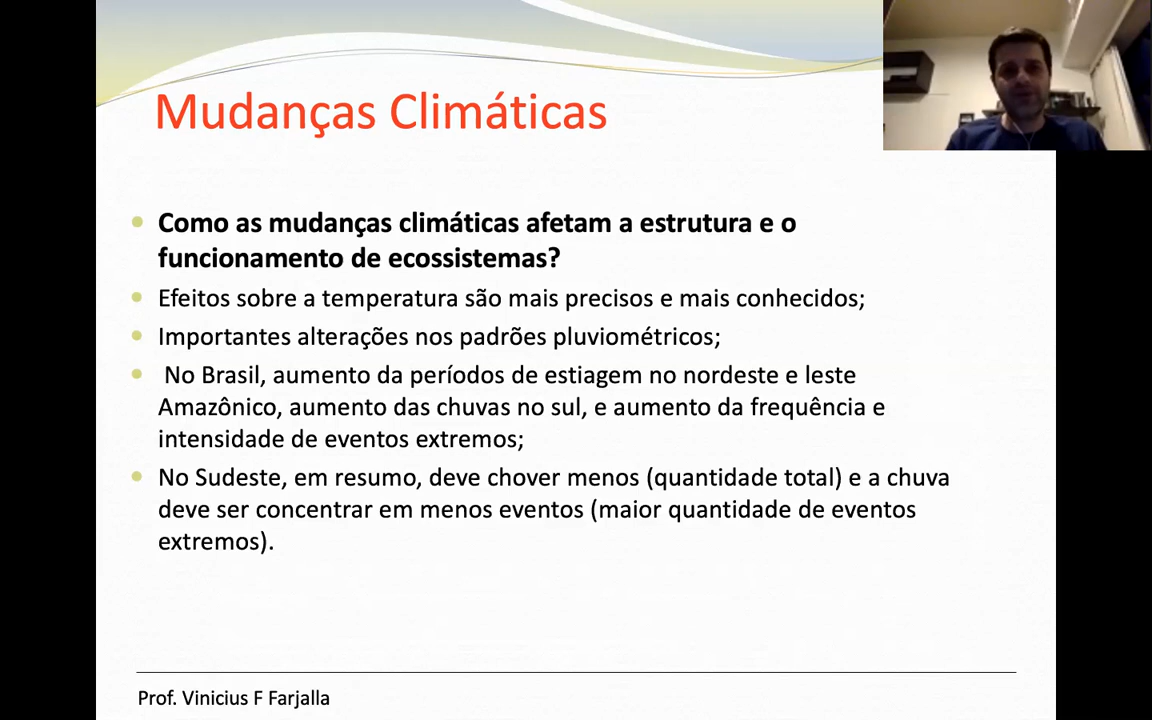 Mudanças Climáticas
Como as mudanças climáticas afetam a estrutura e o
funcionamento de ecossistemas?
Efeitos sobre a temperatura são mais precisos e mais conhecidos;
Importantes alterações nos padrões pluviométricos;
No Brasil, aumento da períodos de estiagem no nordeste e leste
Amazônico, aumento das chuvas no sul, e aumento da frequência e
intensidade de eventos extremos;
No Sudeste, em resumo, deve chover menos (quantidade total) e a chuva
deve ser concentrar em menos eventos (maior quantidade de eventos
extremos).
Prof. Vinicius F Farjalla